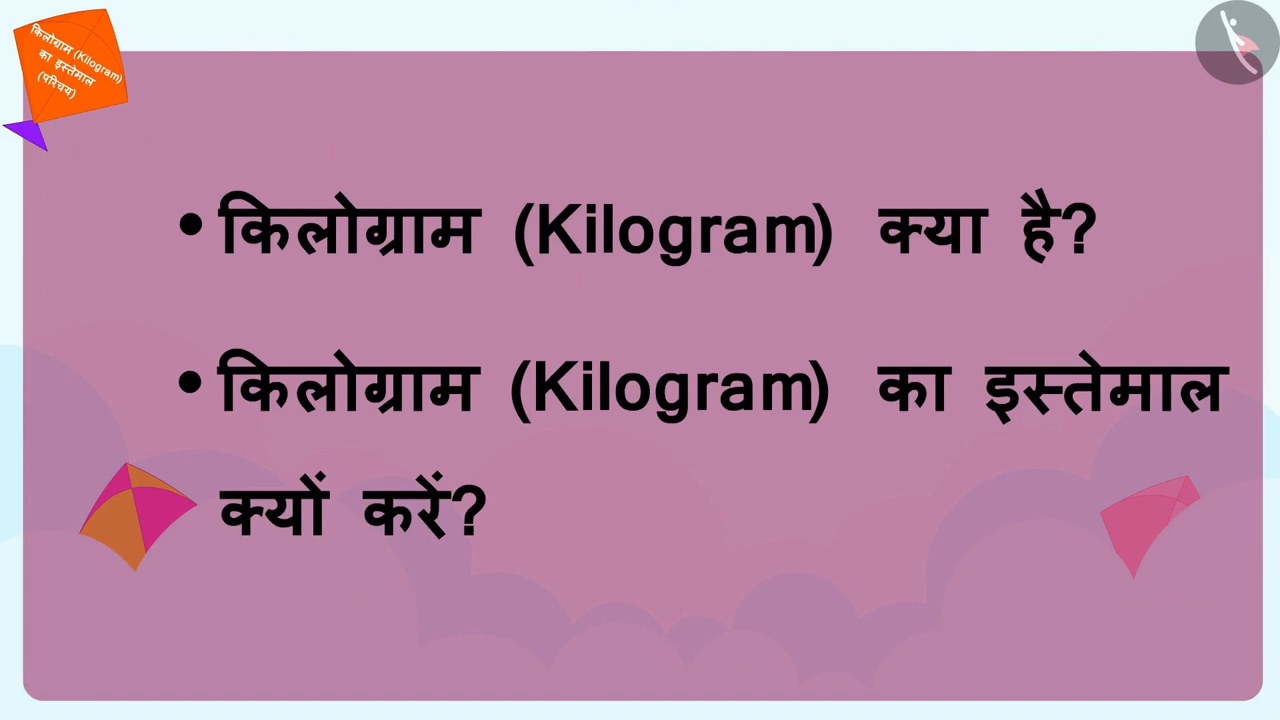 किलोग्राम (Kilogram)
का इस्तेमाल
(परिचय)
• किलोग्राम (Kilogram) क्या है?
• किलोग्राम (Kilogram) का इस्तेमाल
क्यों करें?